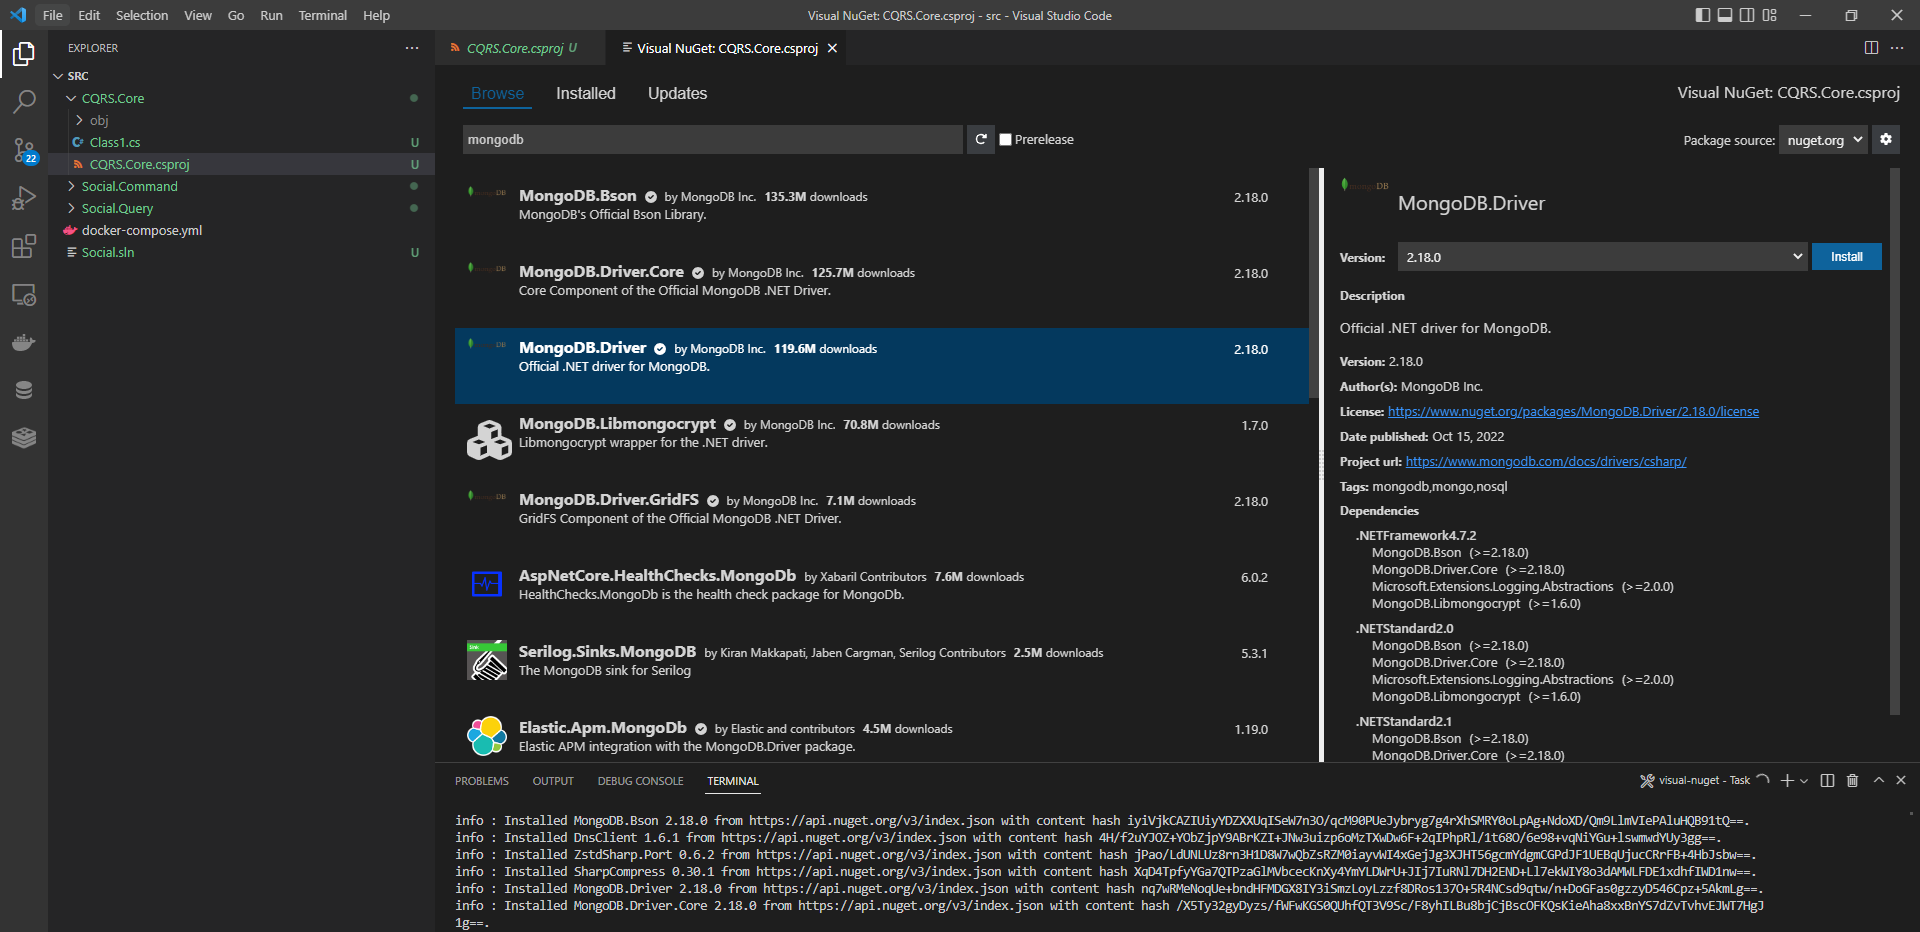 File Edit Selection View Go Run Terminal Help
Visual NuGet: CQRS.Core.csproj - src - Visual Studio Code
EXPLORER
SRC
CQRS.Core
obj
Class1.cs U
CQRS.Core.csproj U
Social.Command
Social.Query
docker-compose.yml
Social.sln U
22
CQRS.Core.csproj U
Visual NuGet: CQRS.Core.csproj
Browse Installed Updates
Visual NuGet: CQRS.Core.csproj
mongodb
Prerelease
Package source: nuget.org
MongoDB.Bson by MongoDB Inc. 135.3M downloads 2.18.0
MongoDB's Official Bson Library.
MongoDB.Driver.Core by MongoDB Inc. 125.7M downloads 2.18.0
Core Component of the Official MongoDB .NET Driver.
MongoDB.Driver by MongoDB Inc. 119.6M downloads 2.18.0
Official .NET driver for MongoDB.
MongoDB.Libmongocrypt by MongoDB Inc. 70.8M downloads 1.7.0
Libmongocrypt wrapper for the .NET driver.
MongoDB.Driver.GridFS by MongoDB Inc. 7.1M downloads 2.18.0
GridFS Component of the Official MongoDB .NET Driver.
AspNetCore.HealthChecks.MongoDb by Xabaril Contributors 7.6M downloads 6.0.2
HealthChecks.MongoDb is the health check package for MongoDb.
Serilog.Sinks.MongoDB by Kiran Makkapati, Jaben Cargman, Serilog Contributors 2.5M downloads 5.3.1
The MongoDB sink for Serilog
Elastic.Apm.MongoDb by Elastic and contributors 4.5M downloads 1.19.0
Elastic APM integration with the MongoDB.Driver package.
MongoDB.Driver
Version: 2.18.0 Install
Description
Official .NET driver for MongoDB.
Version: 2.18.0
Author(s): MongoDB Inc.
License: https://www.nuget.org/packages/MongoDB.Driver/2.18.0/license
Date published: Oct 15, 2022
Project url: https://www.mongodb.com/docs/drivers/csharp/
Tags: mongodb,mongo,nosql
Dependencies
.NETFramework4.7.2
MongoDB.Bson (>=2.18.0)
MongoDB.Driver.Core (>=2.18.0)
Microsoft.Extensions.Logging.Abstractions (>=2.0.0)
MongoDB.Libmongocrypt (>=1.6.0)
.NETStandard2.0
MongoDB.Bson (>=2.18.0)
MongoDB.Driver.Core (>=2.18.0)
Microsoft.Extensions.Logging.Abstractions (>=2.0.0)
MongoDB.Libmongocrypt (>=1.6.0)
.NETStandard2.1
MongoDB.Bson (>=2.18.0)
MongoDB.Driver.Core (>=2.18.0)
PROBLEMS OUTPUT DEBUG CONSOLE TERMINAL
visual-nuget - Task
info : Installed MongoDB.Bson 2.18.0 from https://api.nuget.org/v3/index.json with content hash iyiVjkCAZIUiyYDZXXUqISeW7n3O/qcM90PUeJybryg7g4rXhSMRY0oLpAg+NdoXD/Qm9LlmVIePAluHQB91tQ==.
info : Installed DnsClient 1.6.1 from https://api.nuget.org/v3/index.json with content hash 4H/f2uYJOZ+YObZjpY9ABrKZI+JNw3uizp6oMzTXwDw6F+2qIPhpRl/1t68O/6e98+vqNiYGu+lswmwdYUy3gg==.
info : Installed ZstdSharp.Port 0.6.2 from https://api.nuget.org/v3/index.json with content hash jPao/LdUNLUz8rn3H1D8W7wQbZsRZM0iayvWI4xGejJg3XJHT56gcmYdgmCGPdJF1UEBqUjucCRrFB+4HbJsbw==.
info : Installed SharpCompress 0.30.1 from https://api.nuget.org/v3/index.json with content hash XqD4TpfyYGa7QTPzaGlMVbcecKnXy4YmYLDWrU+JIj7IuRNl7DH2END+Ll7ekWIY8o3dAMWLFDE1xdhfIWD1nw==.
info : Installed MongoDB.Driver 2.18.0 from https://api.nuget.org/v3/index.json with content hash nq7wRMeNoqUe+bndHFMDGX8IY3iSmzLoyLzzf8DRos137O+5R4NCsd9qtw/n+DoGFas0gzzyD546Cpz+5AkmLg==.
info : Installed MongoDB.Driver.Core 2.18.0 from https://api.nuget.org/v3/index.json with content hash /X5Ty32gyDyzs/fWFwKGS0QUhfQT3V9Sc/F8yhILBu8bjCjBscOFKQsKieAha8xxBnYS7dZvTvhvEJWT7HgJ
1g==.